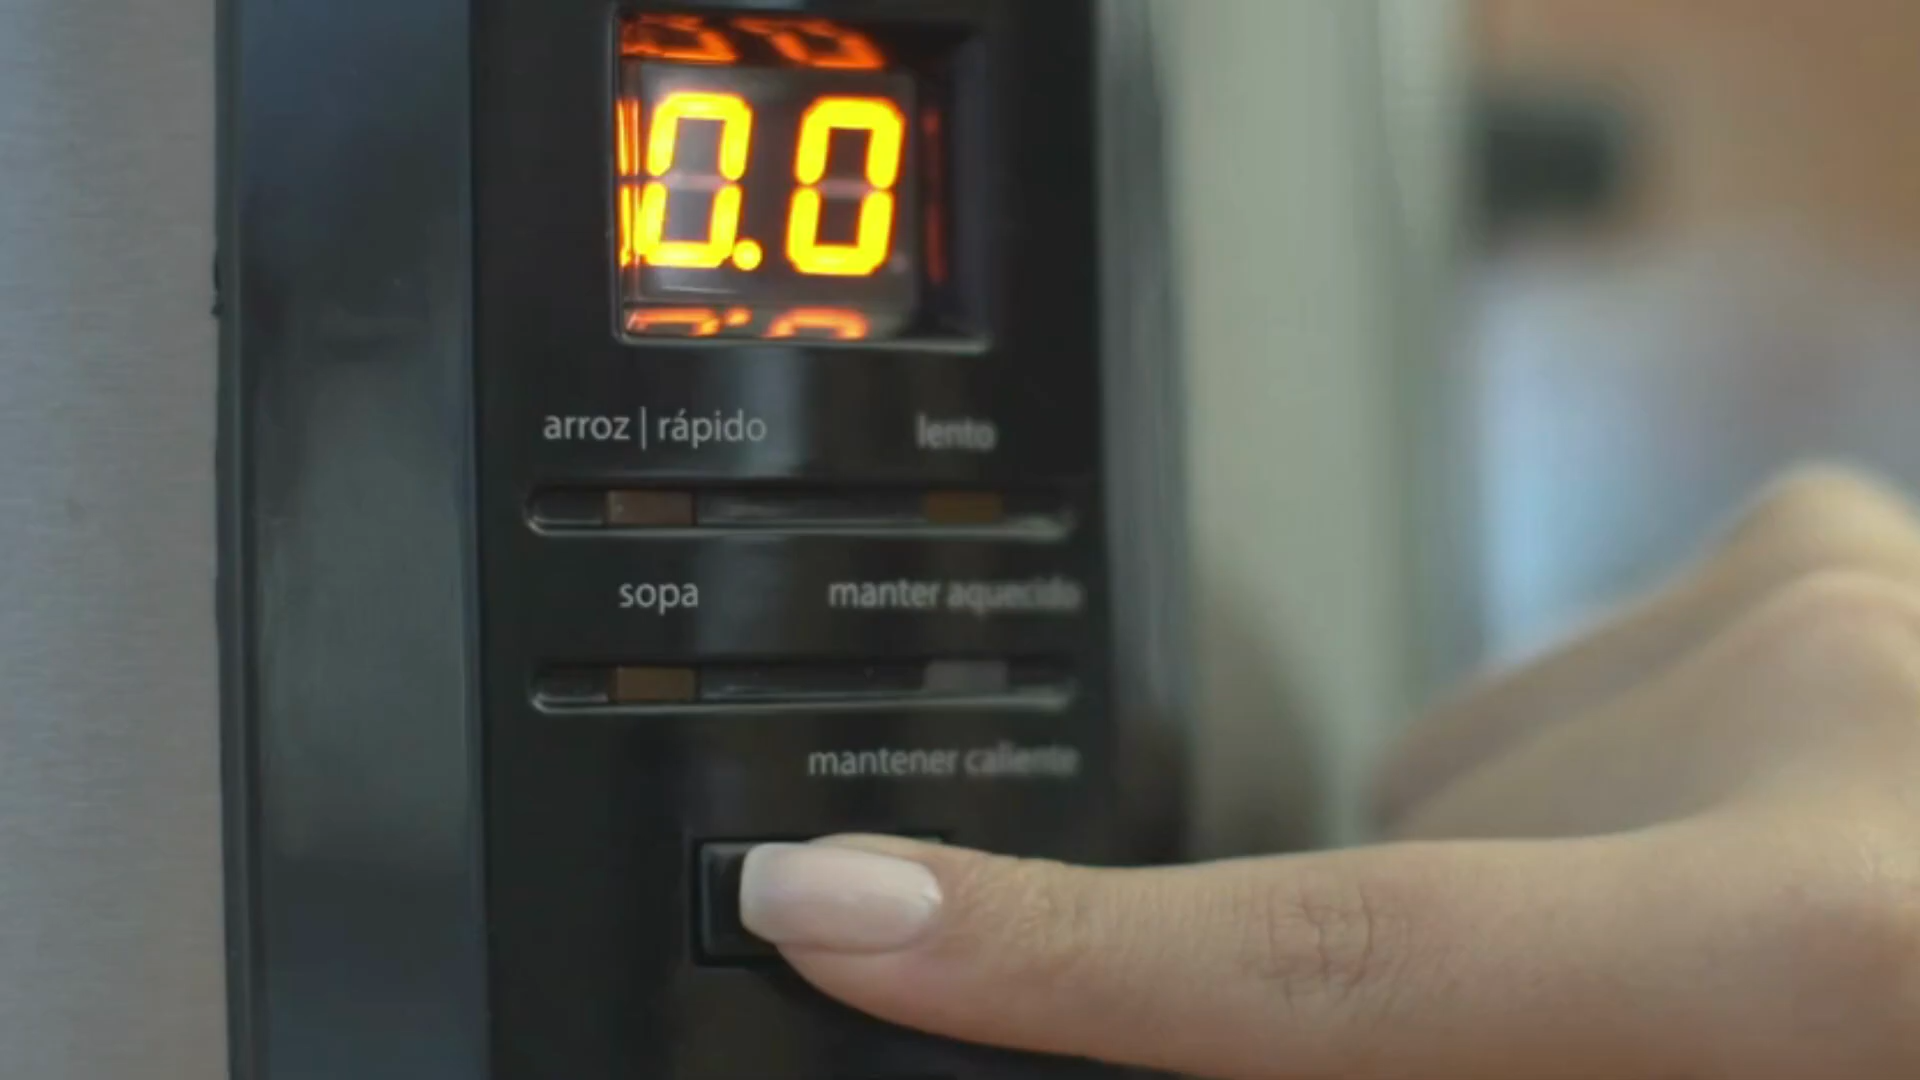 0.0
arroz | rápido
lento
sopa
manter aquecido
mantener caliente